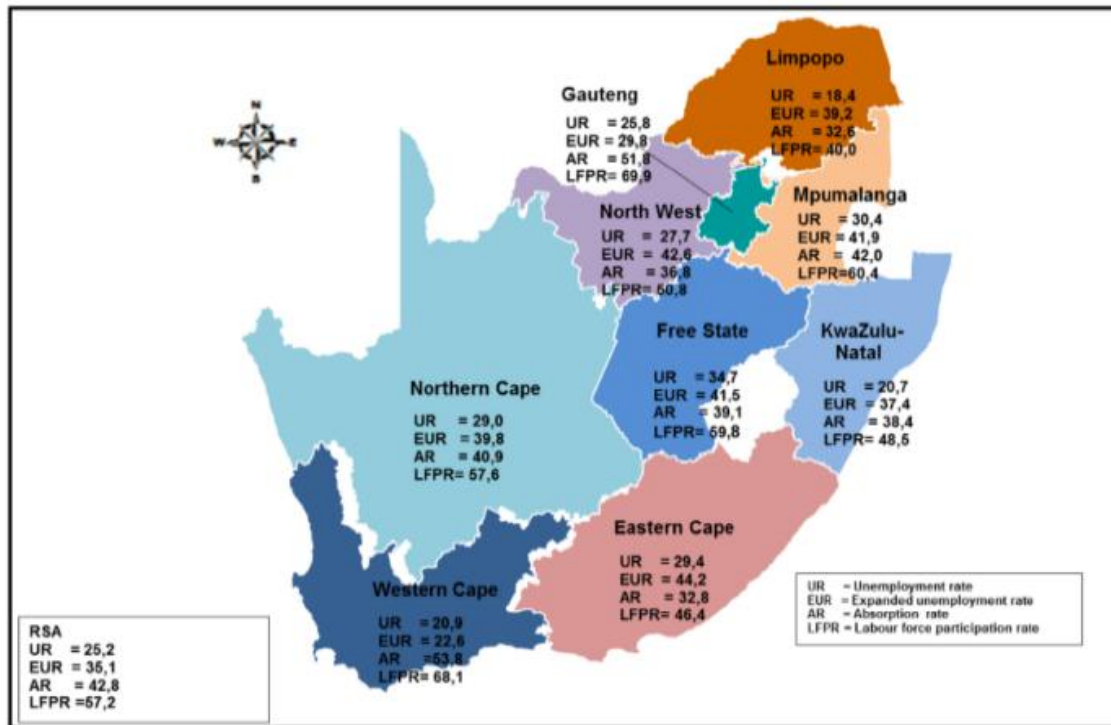 Limpopo
UR = 18,4
EUR = 39,2
AR = 32,6
LFPR= 40,0
Gauteng
UR = 25,8
EUR = 29,8
AR = 51,8
LFPR= 69,9
N
W E
S
Mpumalanga
UR = 30,4
EUR = 41,9
AR = 42,0
LFPR=60,4
North West
UR = 27,7
EUR = 42,6
AR = 36,8
LFPR= 50,8
Free State
UR = 34,7
EUR = 41,5
AR = 39,1
LFPR= 59,8
KwaZulu-
Natal
UR = 20,7
EUR = 37,4
AR = 38,4
LFPR= 48,5
Northern Cape
UR = 29,0
EUR = 39,8
AR = 40,9
LFPR= 57,6
Eastern Cape
UR = 29,4
EUR = 44,2
AR = 32,8
LFPR= 46,4
Western Cape
UR = 20,9
EUR = 22,6
AR =53,8
LFPR= 68,1
UR = Unemployment rate
EUR = Expanded unemployment rate
AR = Absorption rate
LFPR = Labour force participation rate
RSA
UR = 25,2
EUR = 35,1
AR = 42,8
LFPR =57,2